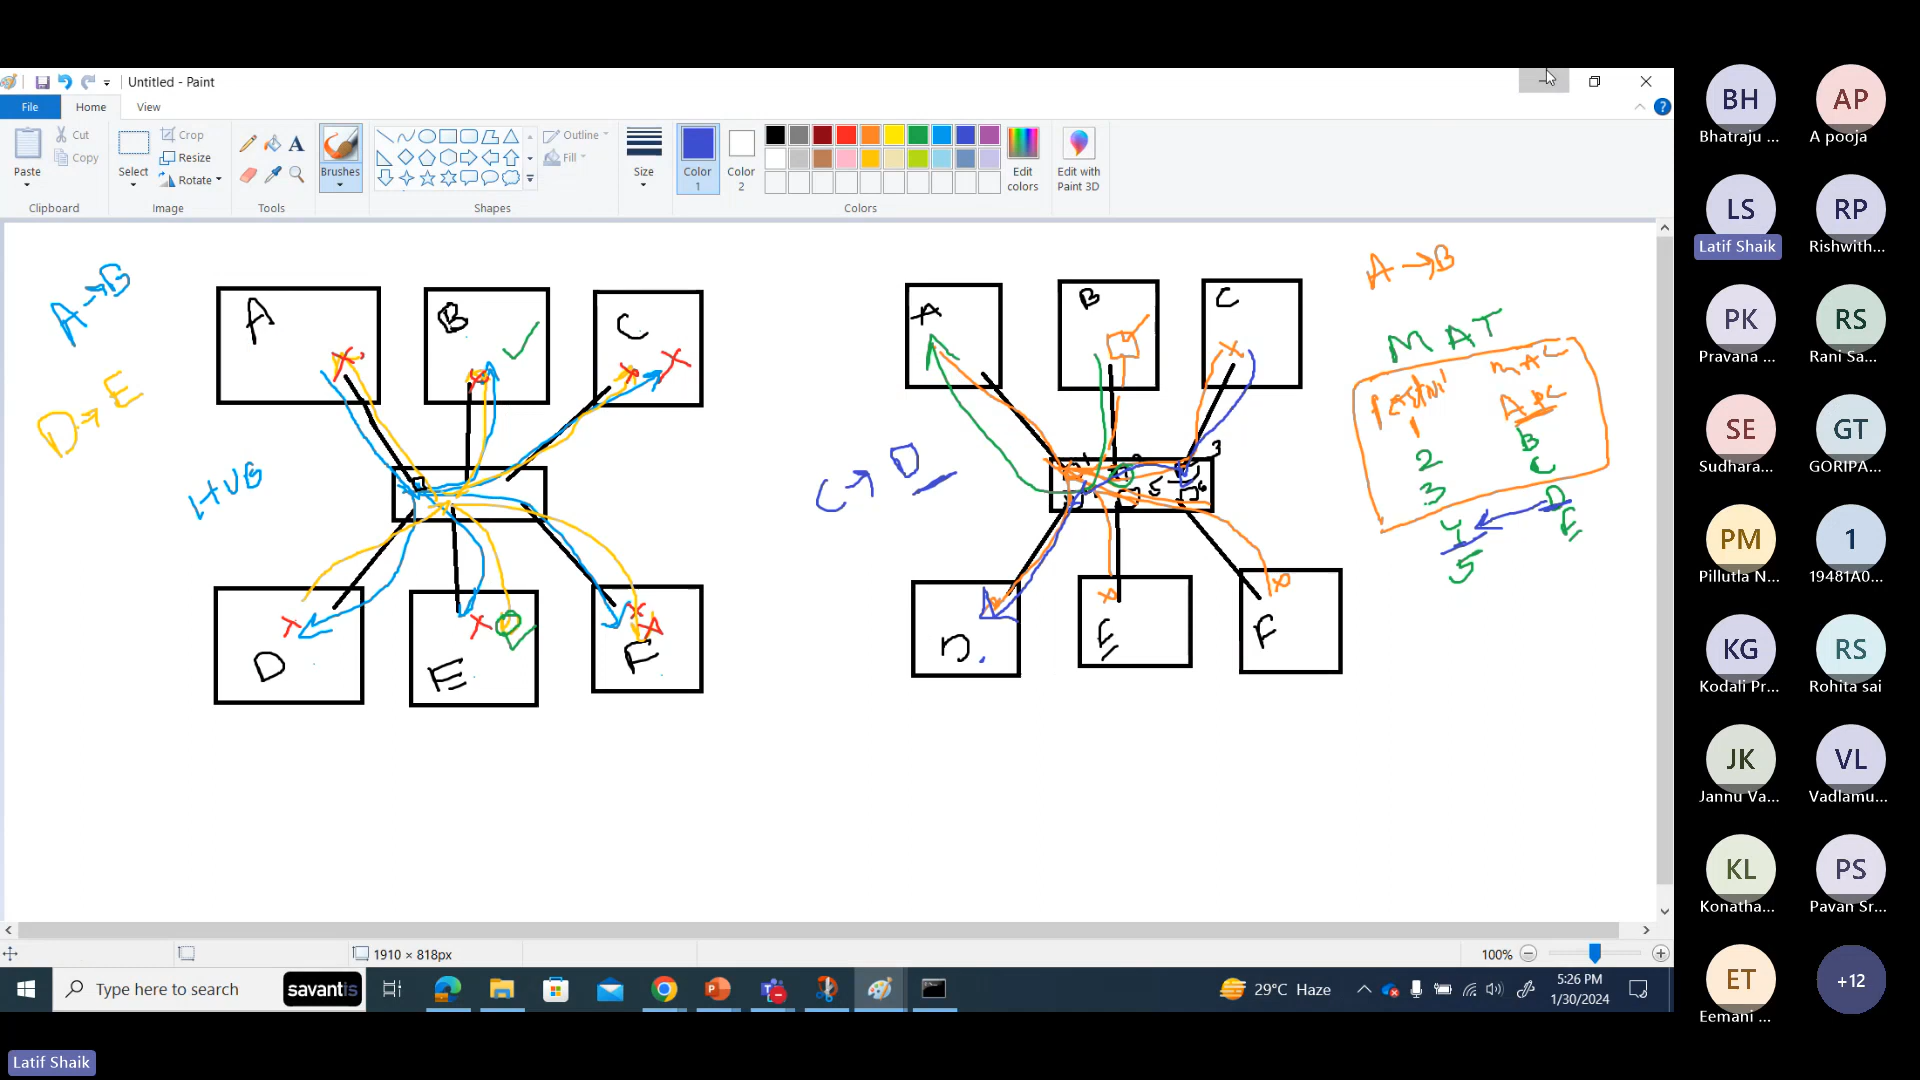 Untitled - Paint
File
Home
View
Paste
Cut
Copy
Select
Crop
Resize
Rotate
Brushes
Outline
Fill
Size
Color
1
Color
2
Edit
colors
Edit with
Paint 3D
Clipboard
Image
Tools
Shapes
Colors
A→B
D→E
HUB
A
B
C
D
E
F
A
B
C
1
3
5
6
D
E
F
C→D
A→B
MAT
MAC
1
2
3
4
5
B
C
D
E
1910 × 818px
100%
Type here to search
savantis
29°C Haze
5:26 PM
1/30/2024
BH
Bhatraju ...
AP
A pooja
LS
Latif Shaik
RP
Rishwith...
PK
Pravana ...
RS
Rani Sa...
SE
Sudhara...
GT
GORIPA...
PM
Pillutla N...
1
19481A0...
KG
Kodali Pr...
RS
Rohita sai
JK
Jannu Va...
VL
Vadlamu...
KL
Konatha...
PS
Pavan Sr...
ET
Eemani ...
+12
Latif Shaik